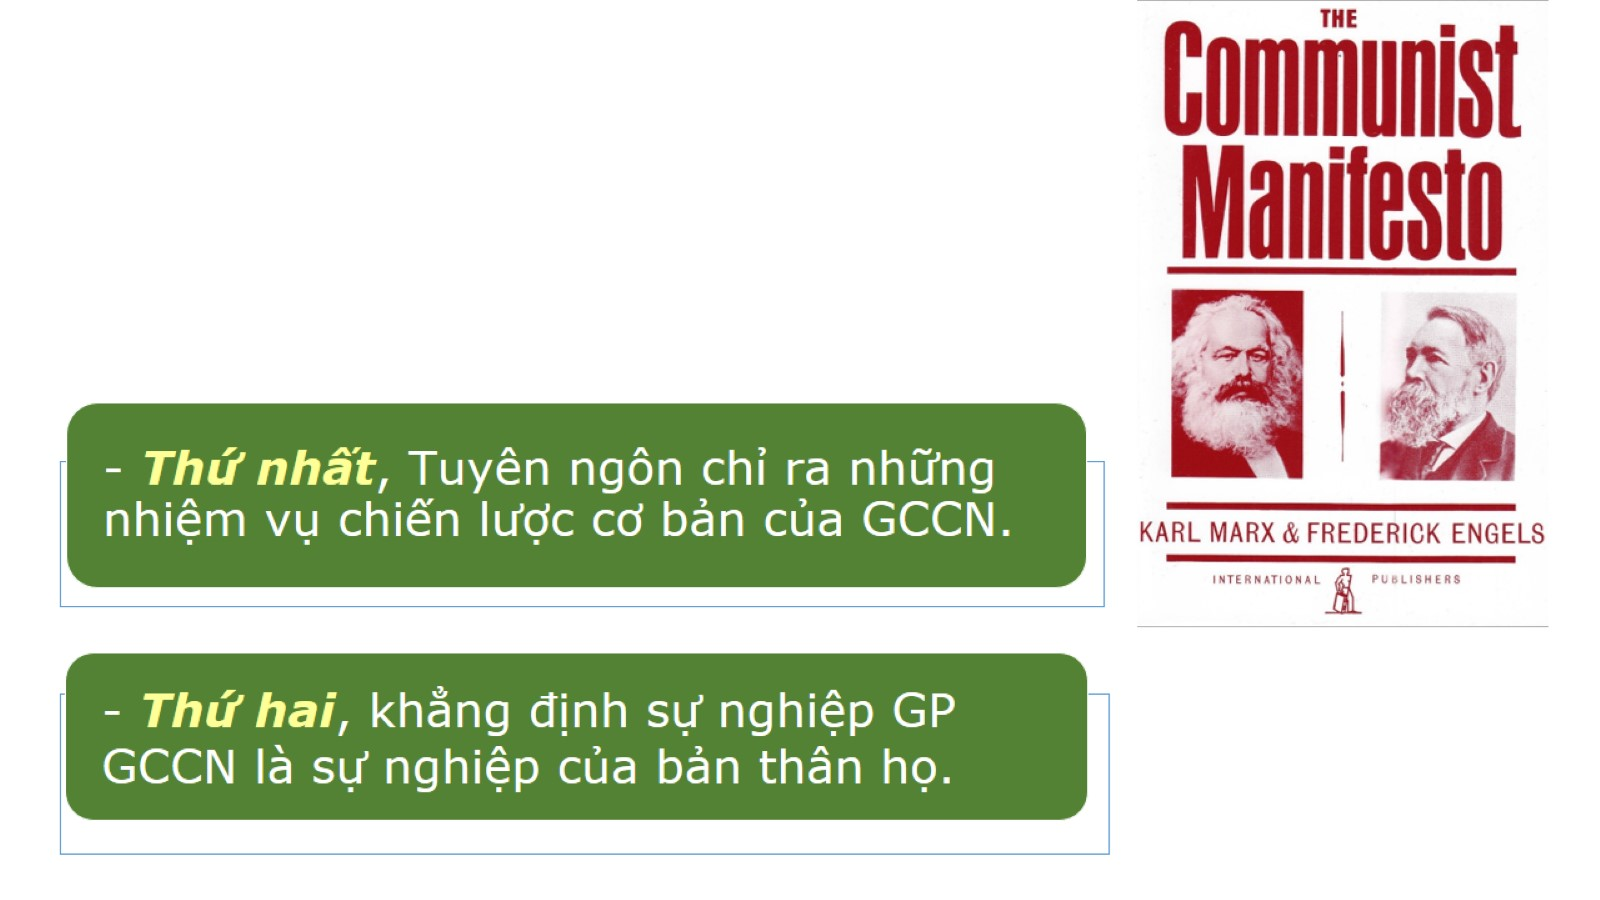 THE
Communist
Manifesto
KARL MARX & FREDERICK ENGELS
INTERNATIONAL PUBLISHERS
- Thứ nhất, Tuyên ngôn chỉ ra những
nhiệm vụ chiến lược cơ bản của GCCN.
- Thứ hai, khẳng định sự nghiệp GP
GCCN là sự nghiệp của bản thân họ.